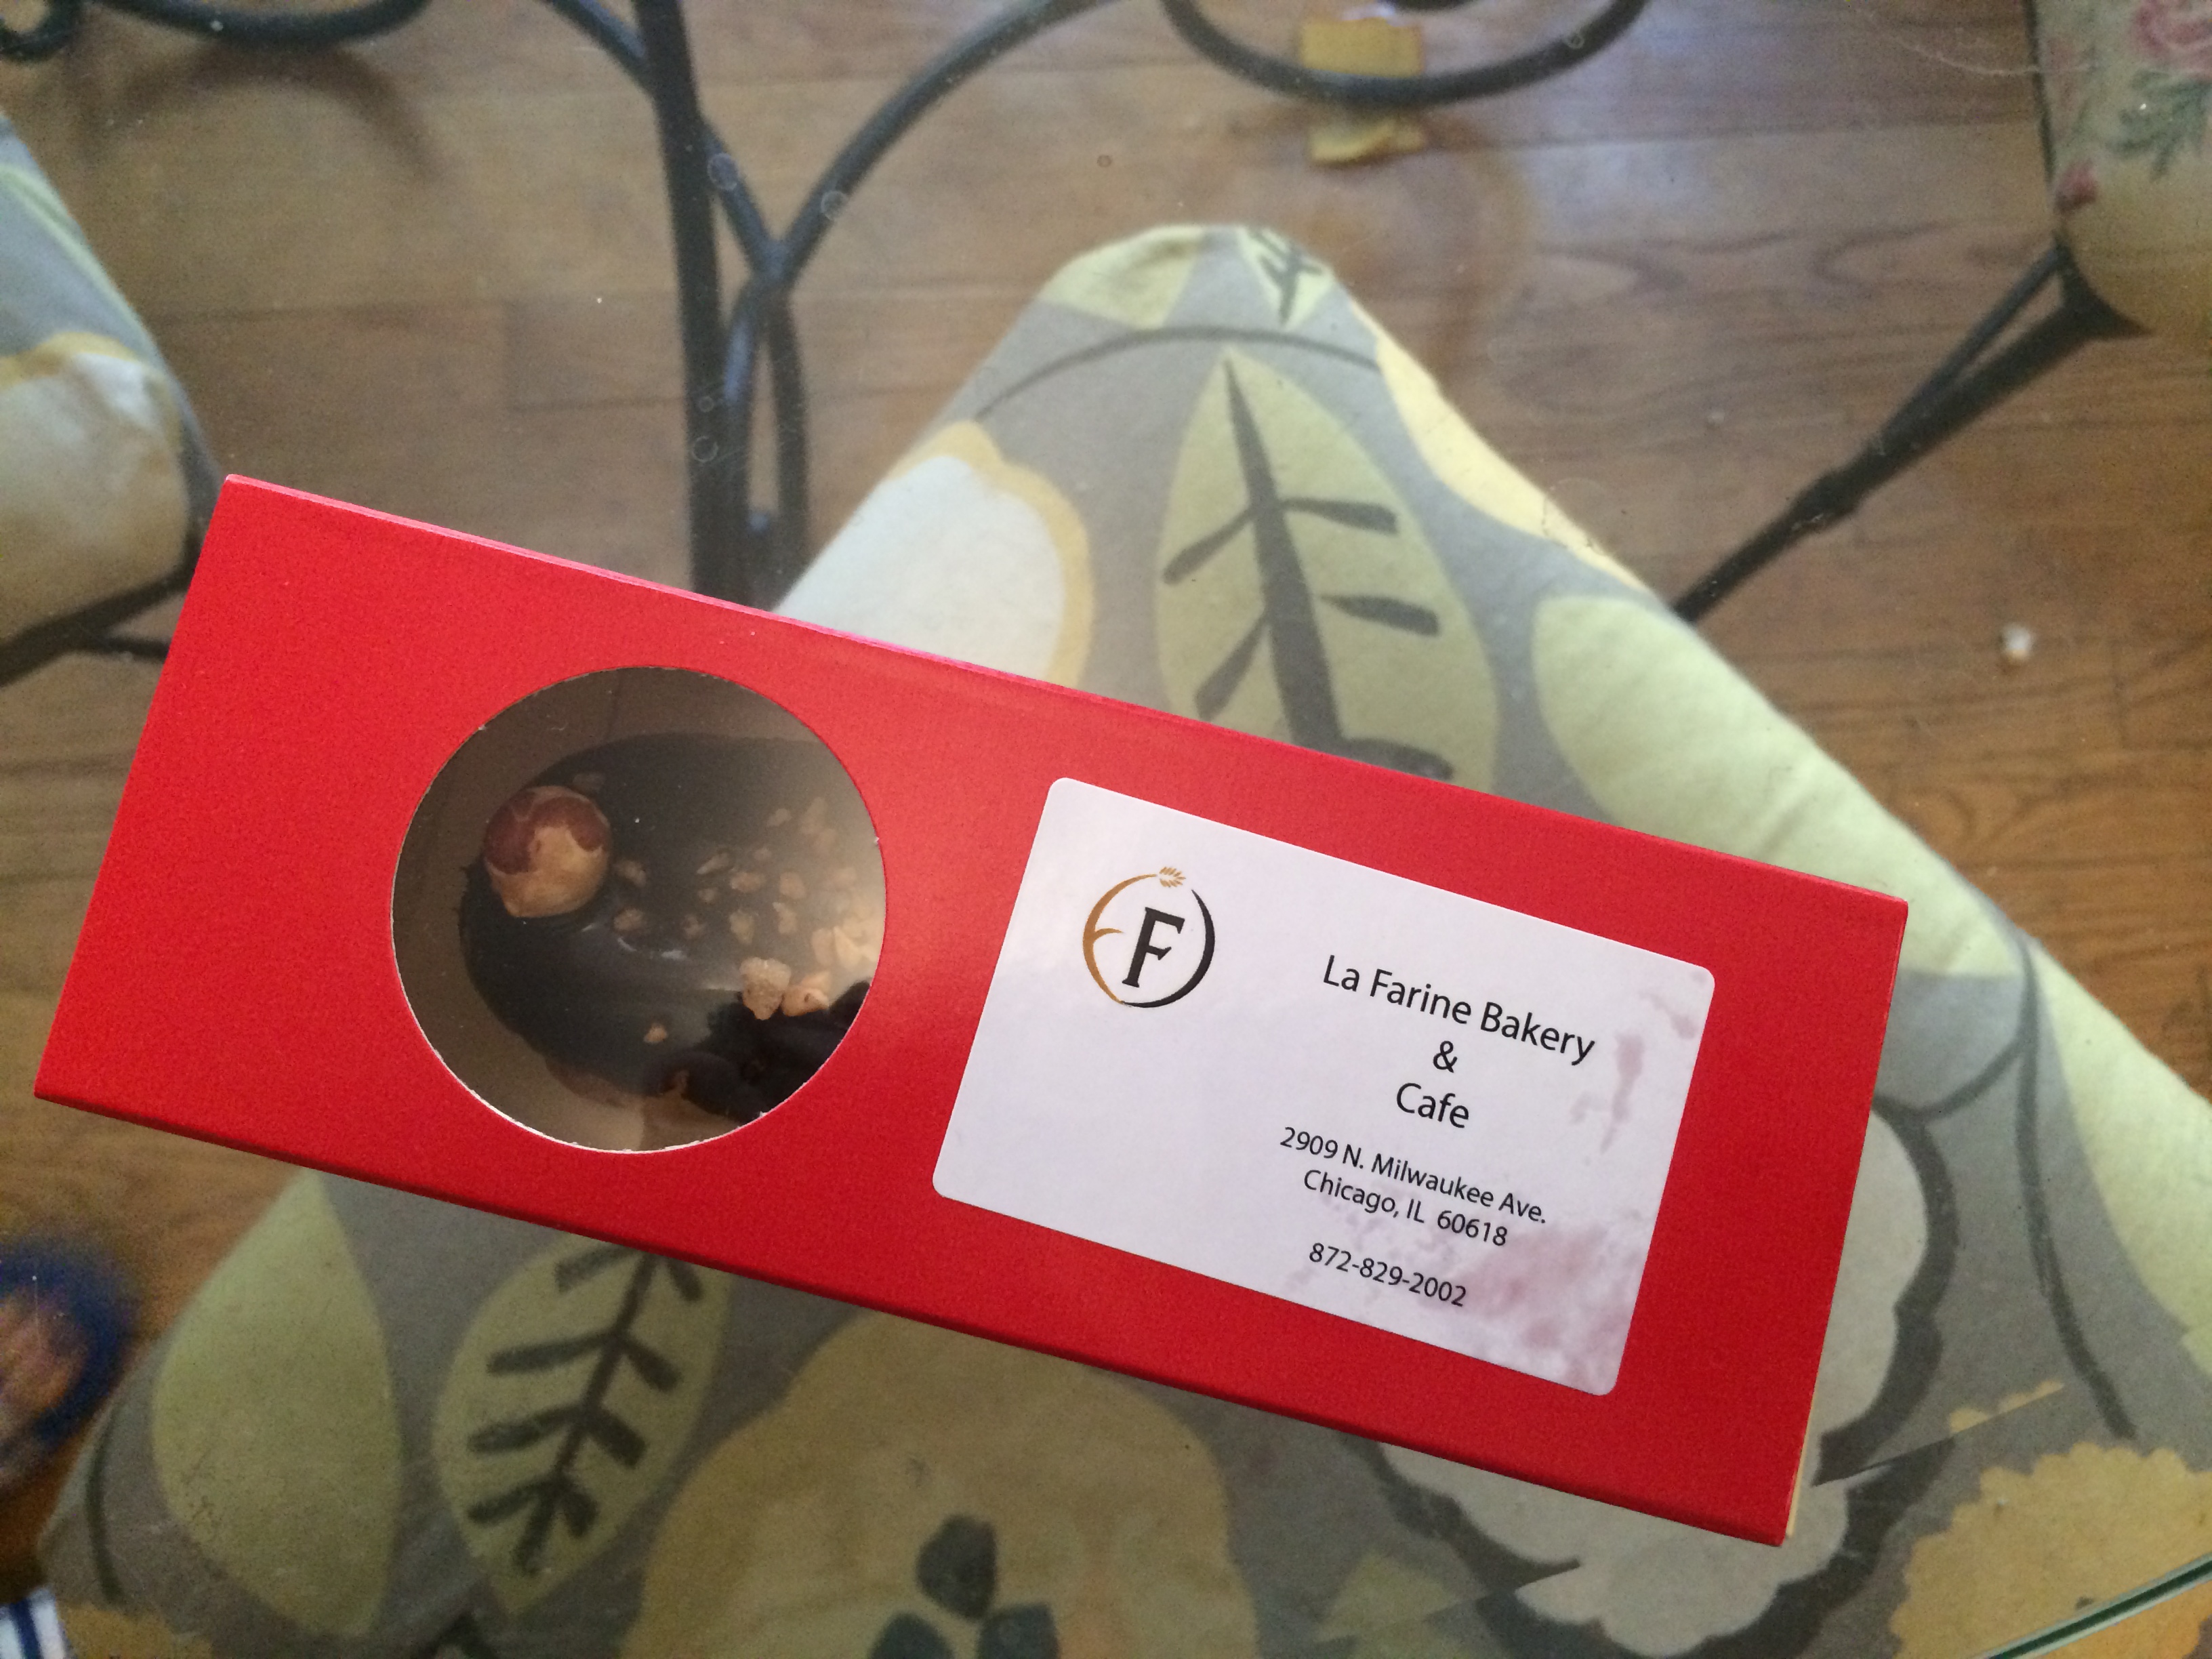 F
La Farine Bakery
&
Cafe
2909 N. Milwaukee Ave.
Chicago, IL 60618
872-829-2002